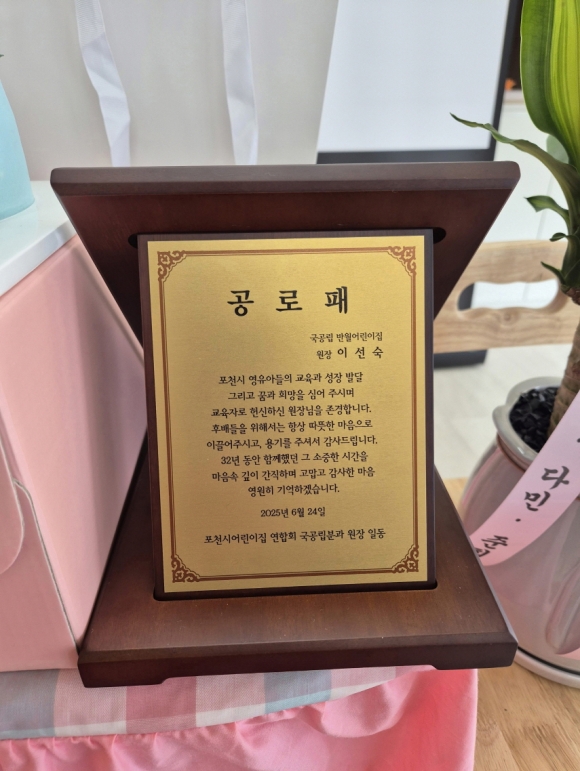 공로패
국공립 반월어린이집
원장 이선숙
포천시 영유아들의 교육과 성장 발달
그리고 꿈과 희망을 심어 주시며
교육자로 헌신하신 원장님을 존경합니다.
후배들을 위해서는 항상 따뜻한 마음으로
이끌어주시고, 용기를 주셔서 감사드립니다.
32년 동안 함께했던 그 소중한 시간을
마음속 깊이 간직하며 고맙고 감사한 마음
영원히 기억하겠습니다.
2025년 6월 24일
포천시어린이집 연합회 국공립분과 원장 일동
다민.